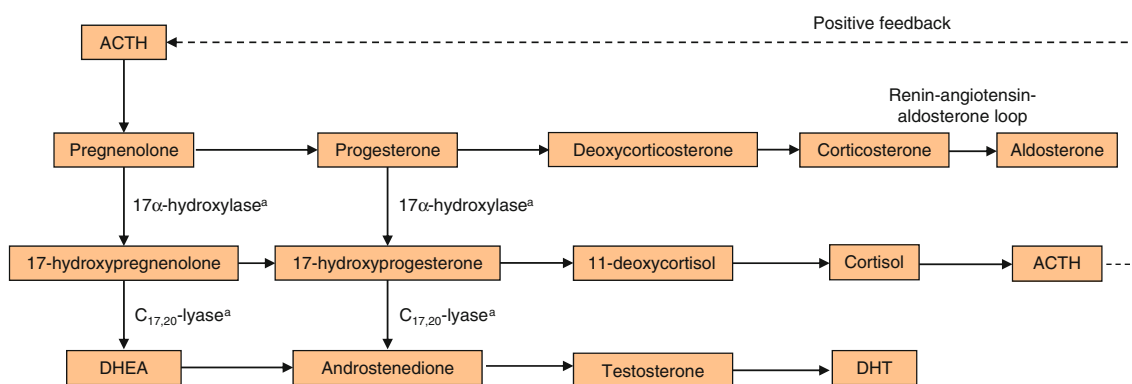 Positive feedback
ACTH
Renin-angiotensin-
aldosterone loop
Pregnenolone
Progesterone
Deoxycorticosterone
Corticosterone
Aldosterone
17α-hydroxylaseᵃ
17α-hydroxylaseᵃ
17-hydroxypregnenolone
17-hydroxyprogesterone
11-deoxycortisol
Cortisol
ACTH
C₁₇,₂₀-lyaseᵃ
C₁₇,₂₀-lyaseᵃ
DHEA
Androstenedione
Testosterone
DHT